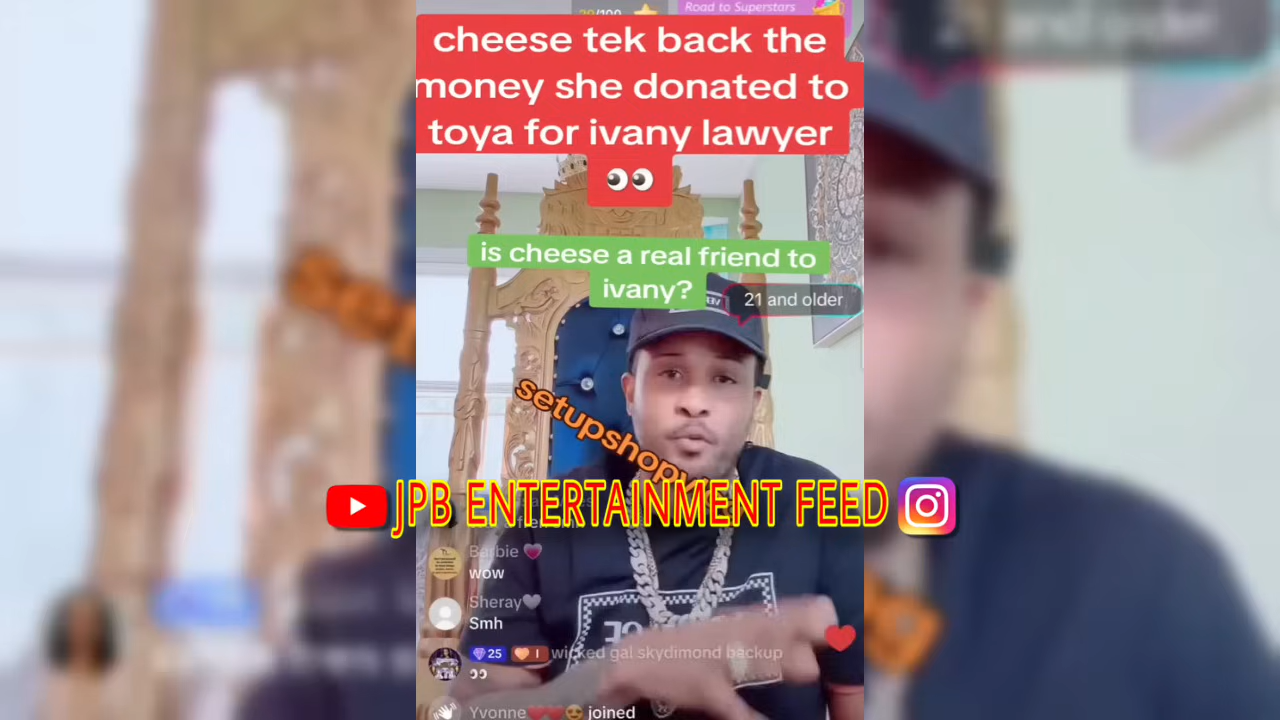 Road to Superstars
cheese tek back the
money she donated to
toya for ivany lawyer
👀
is cheese a real friend to
ivany?
21 and older
JPB ENTERTAINMENT FEED
Barbie 💗
wow
Sheray🤍
Smh
25 1 wicked gal skydimond backup
👀
Yvonne❤️❤️😍 joined